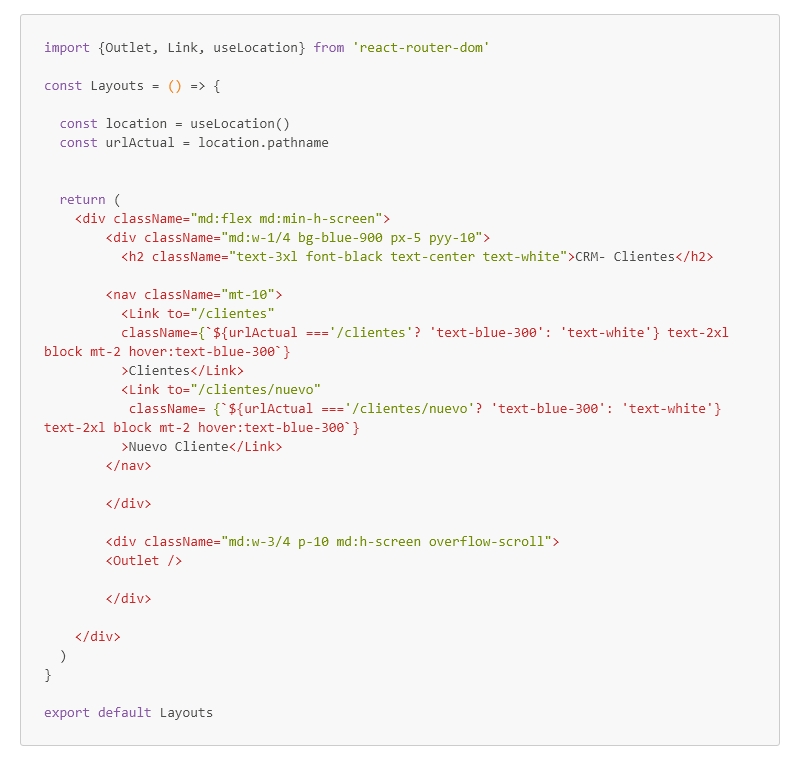 import {Outlet, Link, useLocation} from 'react-router-dom'
const Layouts = () => {
const location = useLocation()
const urlActual = location.pathname
return (
<div className="md:flex md:min-h-screen">
<div className="md:w-1/4 bg-blue-900 px-5 pyy-10">
<h2 className="text-3xl font-black text-center text-white">CRM- Clientes</h2>
<nav className="mt-10">
<Link to="/clientes"
className={`${urlActual ==='/clientes'? 'text-blue-300': 'text-white'} text-2xl
block mt-2 hover:text-blue-300`}
>Clientes</Link>
<Link to="/clientes/nuevo"
className= {`${urlActual ==='/clientes/nuevo'? 'text-blue-300': 'text-white'}
text-2xl block mt-2 hover:text-blue-300`}
>Nuevo Cliente</Link>
</nav>
</div>
<div className="md:w-3/4 p-10 md:h-screen overflow-scroll">
<Outlet />
</div>
</div>
)
}
export default Layouts